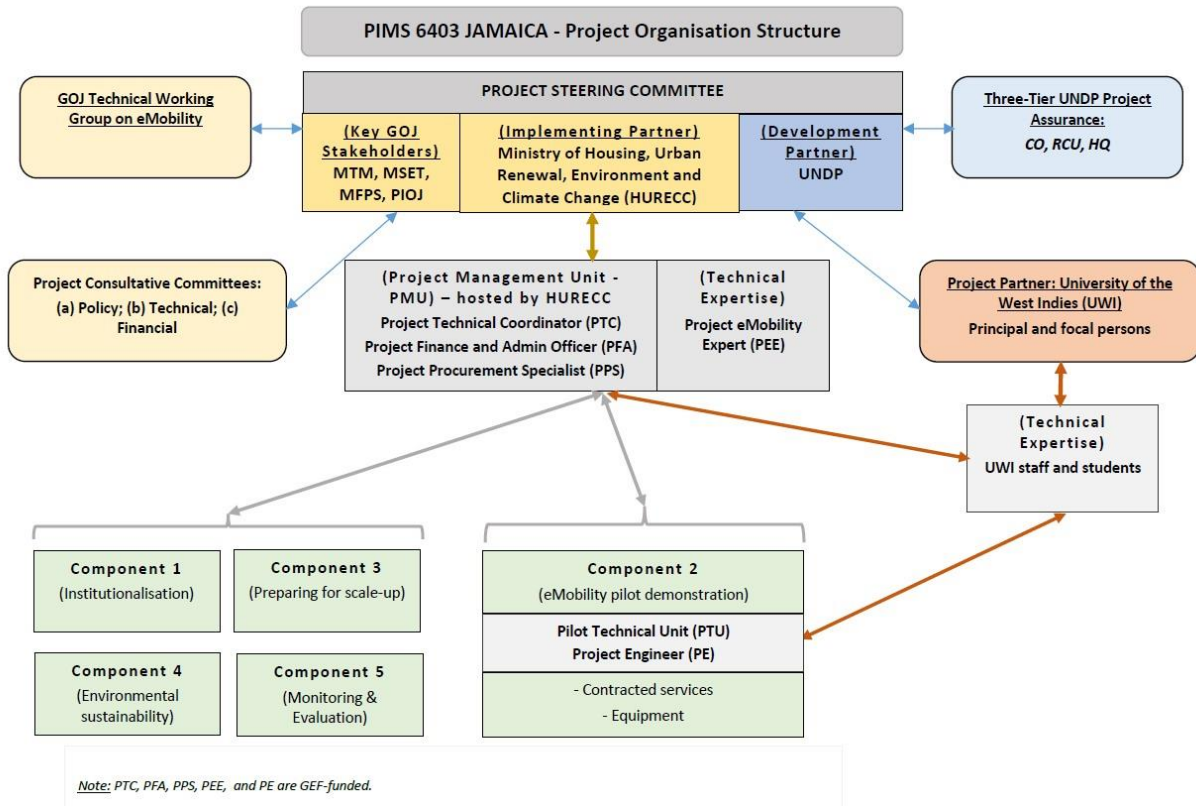 PIMS 6403 JAMAICA - Project Organisation Structure
GOJ Technical Working
Group on eMobility
PROJECT STEERING COMMITTEE
(Key GOJ
Stakeholders)
MTM, MSET,
MFPS, PIOJ
(Implementing Partner)
Ministry of Housing, Urban
Renewal, Environment and
Climate Change (HURECC)
(Development
Partner)
UNDP
Three-Tier UNDP Project
Assurance:
CO, RCU, HQ
Project Consultative Committees:
(a) Policy; (b) Technical; (c)
Financial
(Project Management Unit -
PMU) – hosted by HURECC
Project Technical Coordinator (PTC)
Project Finance and Admin Officer (PFA)
Project Procurement Specialist (PPS)
(Technical
Expertise)
Project eMobility
Expert (PEE)
Project Partner: University of the
West Indies (UWI)
Principal and focal persons
(Technical
Expertise)
UWI staff and students
Component 1
(Institutionalisation)
Component 3
(Preparing for scale-up)
Component 2
(eMobility pilot demonstration)
Pilot Technical Unit (PTU)
Project Engineer (PE)
- Contracted services
- Equipment
Component 4
(Environmental
sustainability)
Component 5
(Monitoring &
Evaluation)
Note: PTC, PFA, PPS, PEE, and PE are GEF-funded.